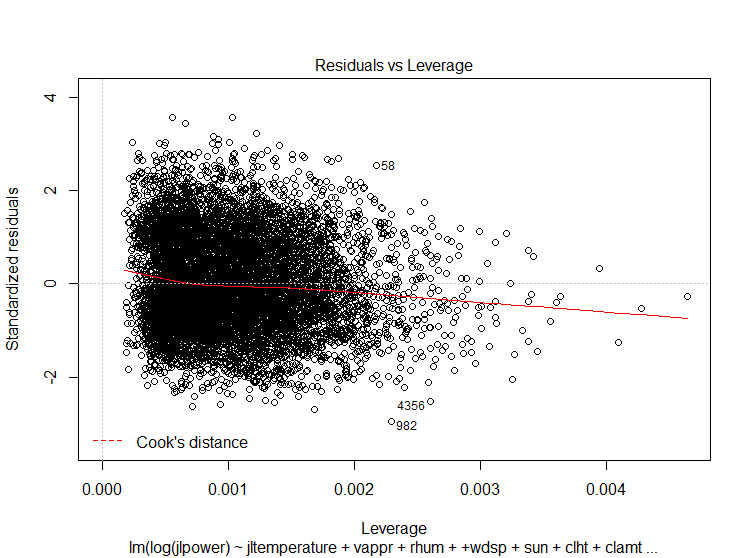 Residuals vs Leverage
4
2
0
-2
Standardized residuals
58
4356
982
Cook's distance
0.000 0.001 0.002 0.003 0.004
Leverage
lm(log(jlpower) ~ jltemperature + vappr + rhum + +wdsp + sun + clht + clamt ...